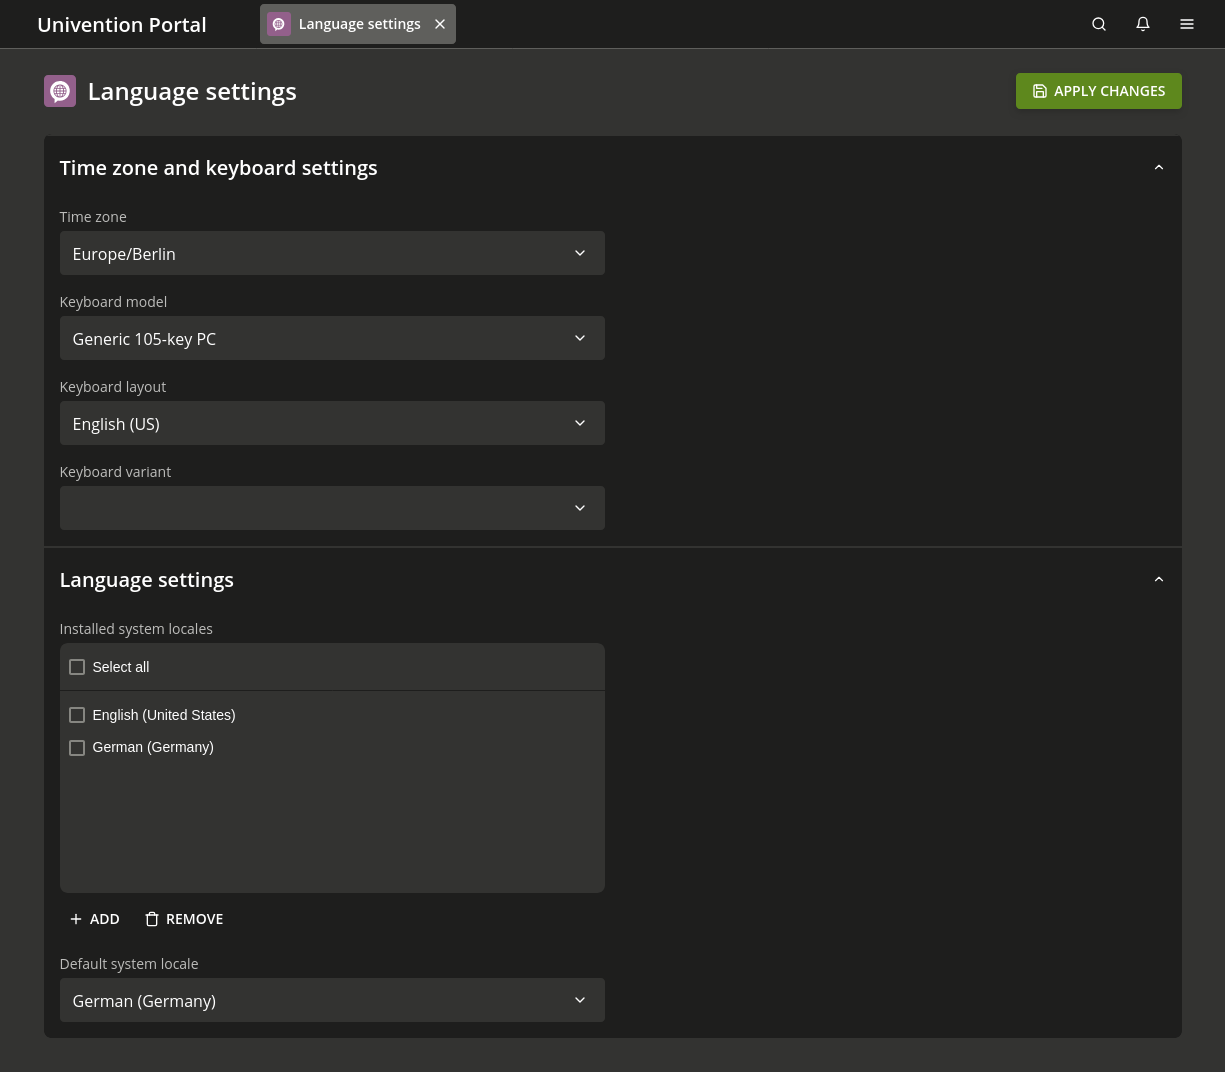 Univention Portal
Language settings
Language settings
APPLY CHANGES
Time zone and keyboard settings
Time zone
Europe/Berlin
Keyboard model
Generic 105-key PC
Keyboard layout
English (US)
Keyboard variant
Language settings
Installed system locales
Select all
English (United States)
German (Germany)
ADD
REMOVE
Default system locale
German (Germany)